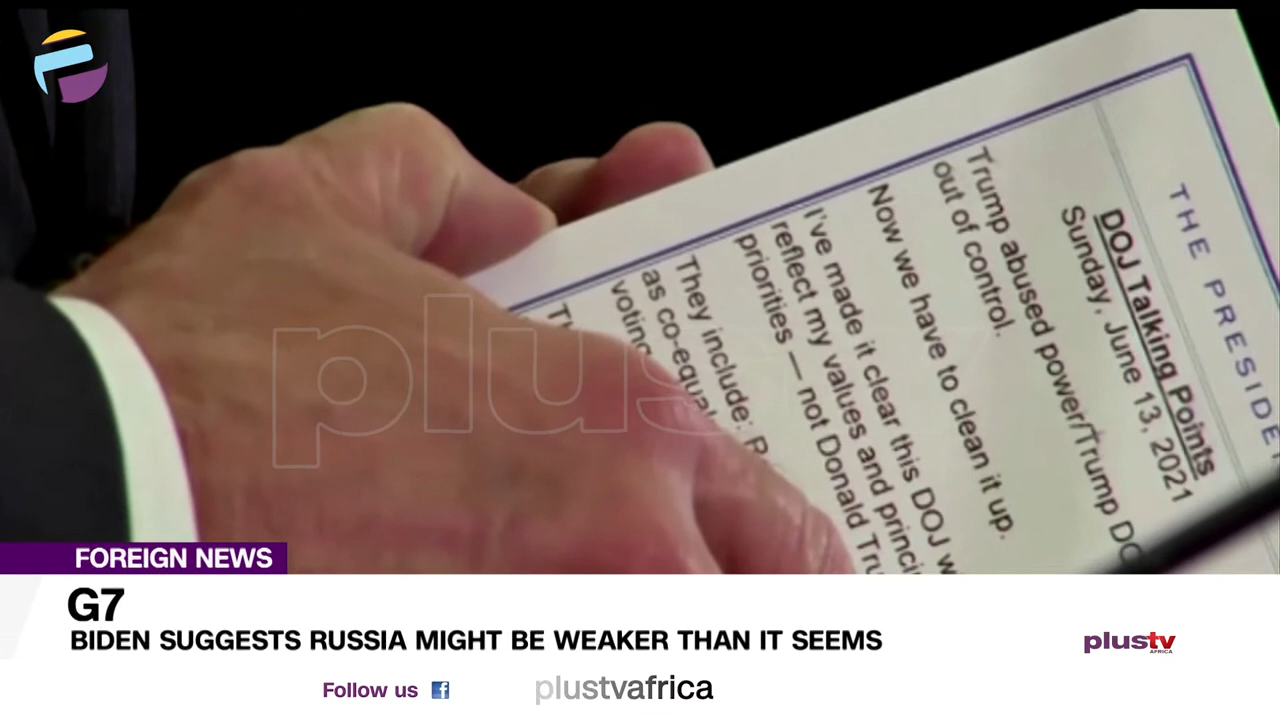 THE PRESIDE
DOJ Talking Points
Sunday, June 13, 2021
Trump abused power/Trump DO
out of control.
Now we have to clean it up.
I've made it clear this DOJ w
reflect my values and princi
priorities — not Donald Tru
They include: R
as co-equal
voting
Th
plus
FOREIGN NEWS
G7
BIDEN SUGGESTS RUSSIA MIGHT BE WEAKER THAN IT SEEMS
plustv
AFRICA
Follow us
plustvafrica